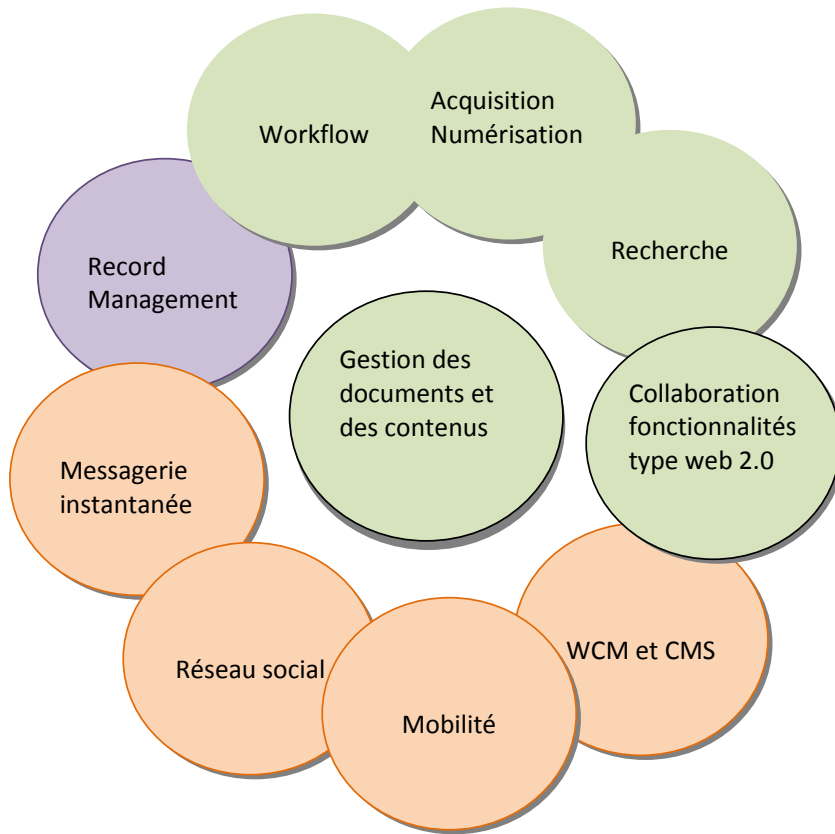 Workflow
Acquisition
Numérisation
Recherche
Record
Management
Gestion des
documents et
des contenus
Collaboration
fonctionnalités
type web 2.0
Messagerie
instantanée
WCM et CMS
Réseau social
Mobilité